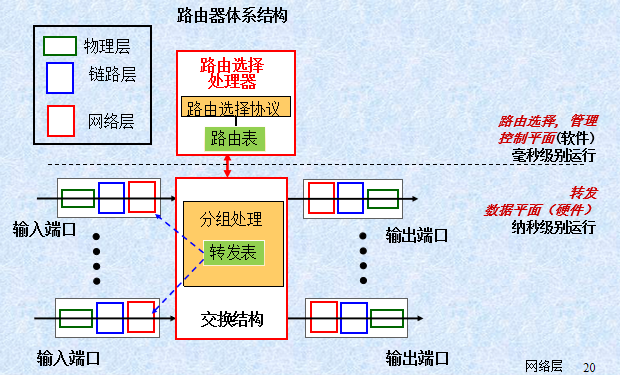 路由器体系结构
物理层
链路层
网络层
路由选择
处理器
路由选择协议
路由表
路由选择, 管理
控制平面(软件)
毫秒级别运行
转发
数据平面（硬件）
纳秒级别运行
输入端口
分组处理
转发表
输出端口
交换结构
输入端口
输出端口
网络层 20